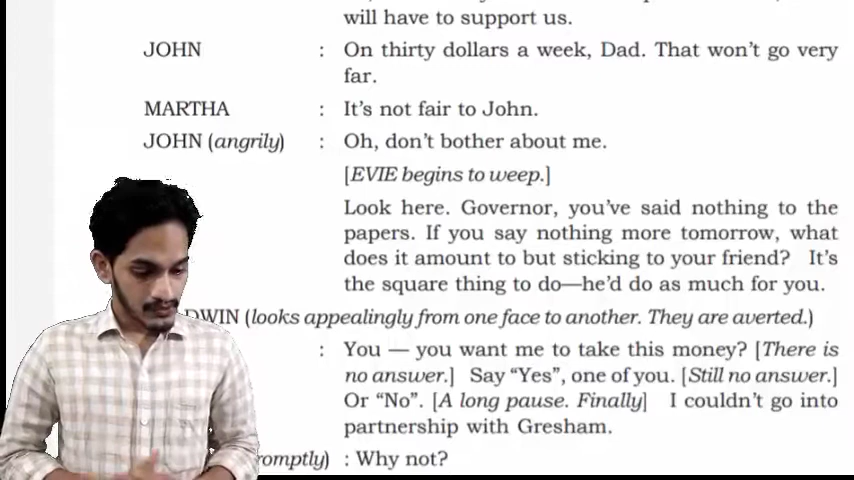 will have to support us.
JOHN : On thirty dollars a week, Dad. That won't go very
far.
MARTHA : It's not fair to John.
JOHN (angrily) : Oh, don't bother about me.
[EVIE begins to weep.]
Look here. Governor, you've said nothing to the
papers. If you say nothing more tomorrow, what
does it amount to but sticking to your friend? It's
the square thing to do—he'd do as much for you.
DWIN (looks appealingly from one face to another. They are averted.)
: You — you want me to take this money? [There is
no answer.] Say “Yes”, one of you. [Still no answer.]
Or “No”. [A long pause. Finally] I couldn't go into
partnership with Gresham.
omptly) : Why not?